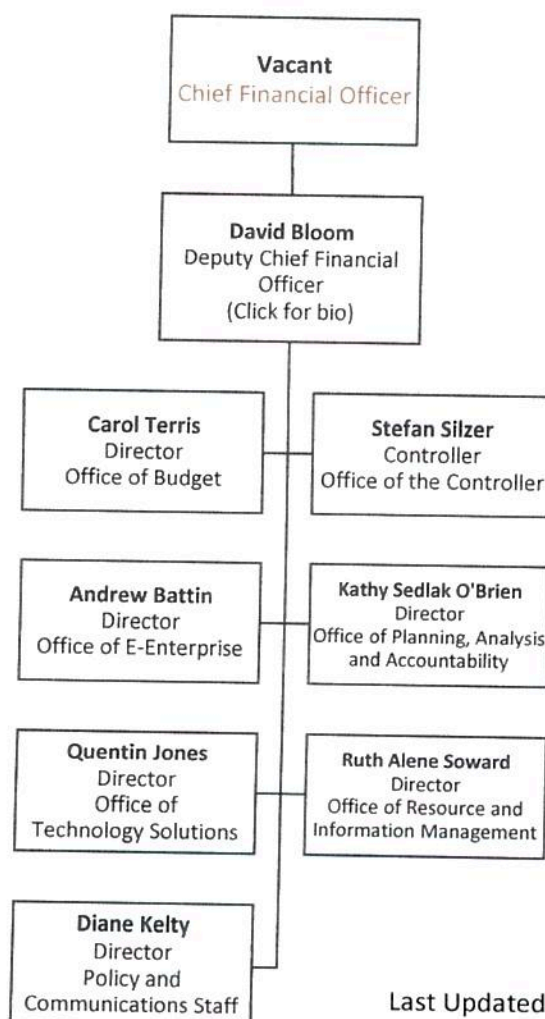 Vacant
Chief Financial Officer
David Bloom
Deputy Chief Financial
Officer
(Click for bio)
Carol Terris
Director
Office of Budget
Stefan Silzer
Controller
Office of the Controller
Andrew Battin
Director
Office of E-Enterprise
Kathy Sedlak O'Brien
Director
Office of Planning, Analysis
and Accountability
Quentin Jones
Director
Office of
Technology Solutions
Ruth Alene Soward
Director
Office of Resource and
Information Management
Diane Kelty
Director
Policy and
Communications Staff
Last Updated